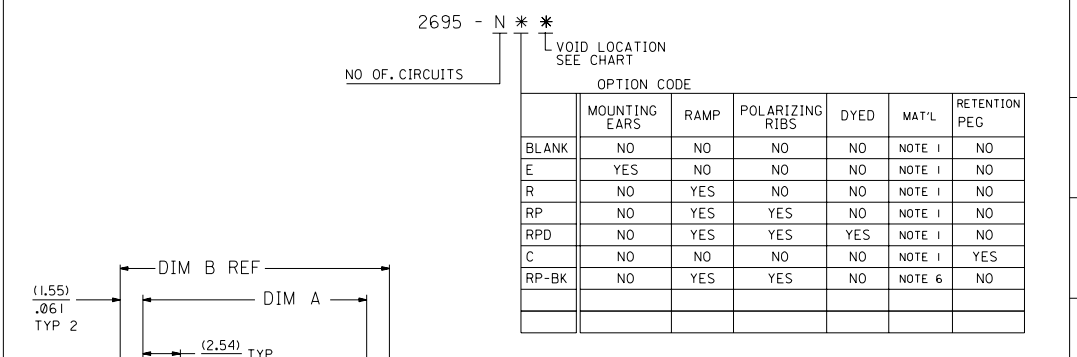 2695 - N * *
VOID LOCATION
SEE CHART
NO OF. CIRCUITS
OPTION CODE
MOUNTING EARS RAMP POLARIZING RIBS DYED MAT'L RETENTION PEG
BLANK NO NO NO NO NOTE 1 NO
E YES NO NO NO NOTE 1 NO
R NO YES NO NO NOTE 1 NO
RP NO YES YES NO NOTE 1 NO
RPD NO YES YES YES NOTE 1 NO
C NO NO NO NO NOTE 1 YES
RP-BK NO YES YES NO NOTE 6 NO
DIM B REF
(1.55)
.061
TYP 2
DIM A
(2.54) TYP